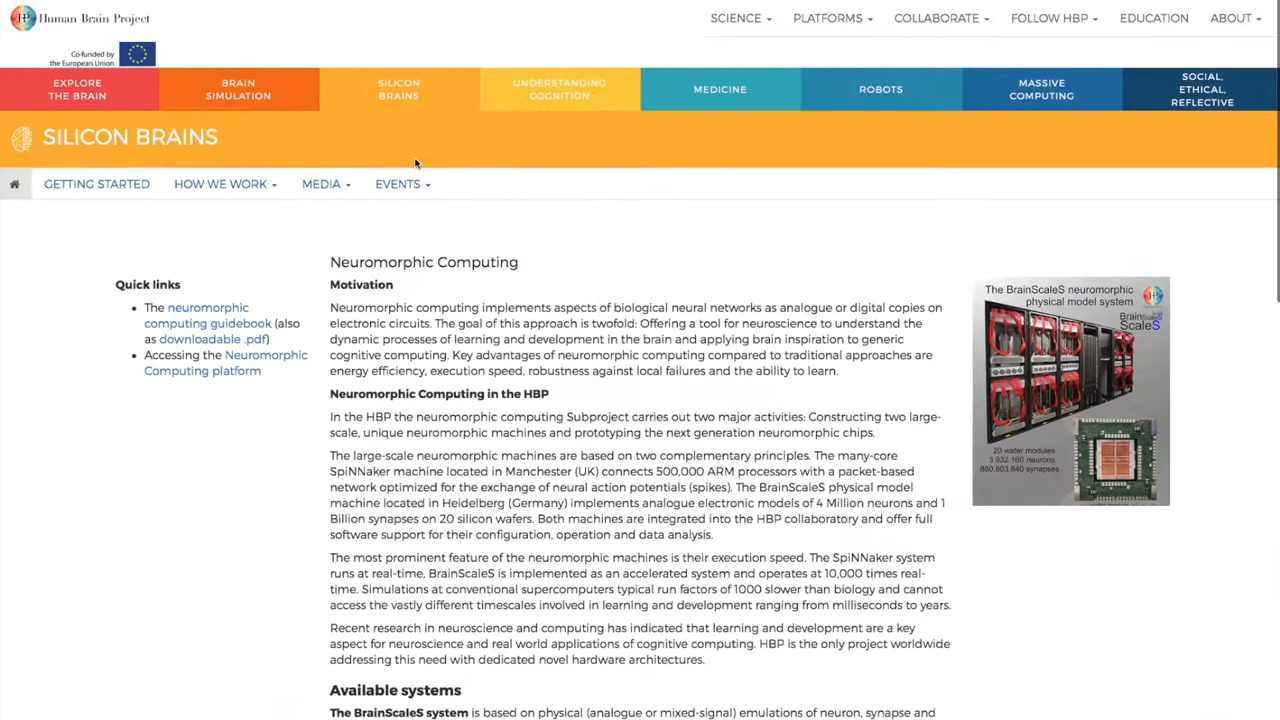 Human Brain Project
SCIENCE PLATFORMS COLLABORATE FOLLOW HBP EDUCATION ABOUT
Co-funded by
the European Union
EXPLORE
THE BRAIN
BRAIN
SIMULATION
SILICON
BRAINS
UNDERSTANDING
COGNITION
MEDICINE
ROBOTS
MASSIVE
COMPUTING
SOCIAL,
ETHICAL,
REFLECTIVE
SILICON BRAINS
GETTING STARTED HOW WE WORK MEDIA EVENTS
Quick links
• The neuromorphic
computing guidebook (also
as downloadable .pdf)
• Accessing the Neuromorphic
Computing platform
Neuromorphic Computing
Motivation
Neuromorphic computing implements aspects of biological neural networks as analogue or digital copies on
electronic circuits. The goal of this approach is twofold: Offering a tool for neuroscience to understand the
dynamic processes of learning and development in the brain and applying brain inspiration to generic
cognitive computing. Key advantages of neuromorphic computing compared to traditional approaches are
energy efficiency, execution speed, robustness against local failures and the ability to learn.
Neuromorphic Computing in the HBP
In the HBP the neuromorphic computing Subproject carries out two major activities: Constructing two large-
scale, unique neuromorphic machines and prototyping the next generation neuromorphic chips.
The large-scale neuromorphic machines are based on two complementary principles. The many-core
SpiNNaker machine located in Manchester (UK) connects 500,000 ARM processors with a packet-based
network optimized for the exchange of neural action potentials (spikes). The BrainScaleS physical model
machine located in Heidelberg (Germany) implements analogue electronic models of 4 Million neurons and 1
Billion synapses on 20 silicon wafers. Both machines are integrated into the HBP collaboratory and offer full
software support for their configuration, operation and data analysis.
The most prominent feature of the neuromorphic machines is their execution speed. The SpiNNaker system
runs at real-time, BrainScaleS is implemented as an accelerated system and operates at 10,000 times real-
time. Simulations at conventional supercomputers typical run factors of 1000 slower than biology and cannot
access the vastly different timescales involved in learning and development ranging from milliseconds to years.
Recent research in neuroscience and computing has indicated that learning and development are a key
aspect for neuroscience and real world applications of cognitive computing. HBP is the only project worldwide
addressing this need with dedicated novel hardware architectures.
Available systems
The BrainScaleS system is based on physical (analogue or mixed-signal) emulations of neuron, synapse and
The BrainScaleS neuromorphic
physical model system
BrainScaleS
ScaleS
20 wafer modules
3.932.160 neurons
880.803.840 synapses